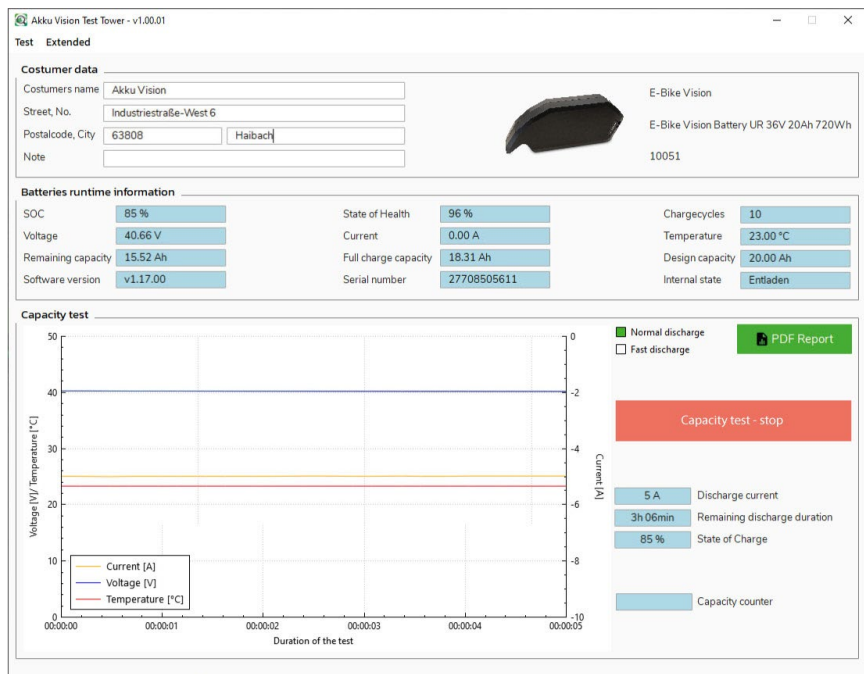 Akku Vision Test Tower - v1.00.01
Test Extended
Costumer data
Costumers name Akku Vision
Street, No. Industriestraße-West 6
Postalcode, City 63808 Haibach
Note
E-Bike Vision
E-Bike Vision Battery UR 36V 20Ah 720Wh
10051
Batteries runtime information
SOC 85 % State of Health 96 % Chargecycles 10
Voltage 40.66 V Current 0.00 A Temperature 23.00 °C
Remaining capacity 15.52 Ah Full charge capacity 18.31 Ah Design capacity 20.00 Ah
Software version v1.17.00 Serial number 27708505611 Internal state Entladen
Capacity test
50
40
30
20
10
0
Voltage [V]/ Temperature [°C]
Current [A]
Voltage [V]
Temperature [°C]
00:00:00 00:00:01 00:00:02 00:00:03 00:00:04 00:00:05
Duration of the test
0
-2
-4
-6
-8
-10
Current [A]
Normal discharge
Fast discharge
PDF Report
Capacity test - stop
5 A Discharge current
3h 06min Remaining discharge duration
85 % State of Charge
Capacity counter